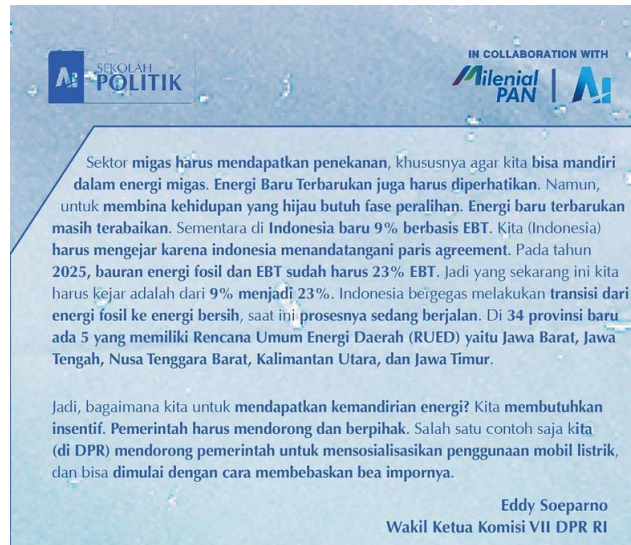 SEKOLAH
POLITIK
IN COLLABORATION WITH
Milenial
PAN
Sektor migas harus mendapatkan penekanan, khususnya agar kita bisa mandiri
dalam energi migas. Energi Baru Terbarukan juga harus diperhatikan. Namun,
untuk membina kehidupan yang hijau butuh fase peralihan. Energi baru terbarukan
masih terabaikan. Sementara di Indonesia baru 9% berbasis EBT. Kita (Indonesia)
harus mengejar karena indonesia menandatangani paris agreement. Pada tahun
2025, bauran energi fosil dan EBT sudah harus 23% EBT. Jadi yang sekarang ini kita
harus kejar adalah dari 9% menjadi 23%. Indonesia bergegas melakukan transisi dari
energi fosil ke energi bersih, saat ini prosesnya sedang berjalan. Di 34 provinsi baru
ada 5 yang memiliki Rencana Umum Energi Daerah (RUED) yaitu Jawa Barat, Jawa
Tengah, Nusa Tenggara Barat, Kalimantan Utara, dan Jawa Timur.
Jadi, bagaimana kita untuk mendapatkan kemandirian energi? Kita membutuhkan
insentif. Pemerintah harus mendorong dan berpihak. Salah satu contoh saja kita
(di DPR) mendorong pemerintah untuk mensosialisasikan penggunaan mobil listrik,
dan bisa dimulai dengan cara membebaskan bea impornya.
Eddy Soeparno
Wakil Ketua Komisi VII DPR RI